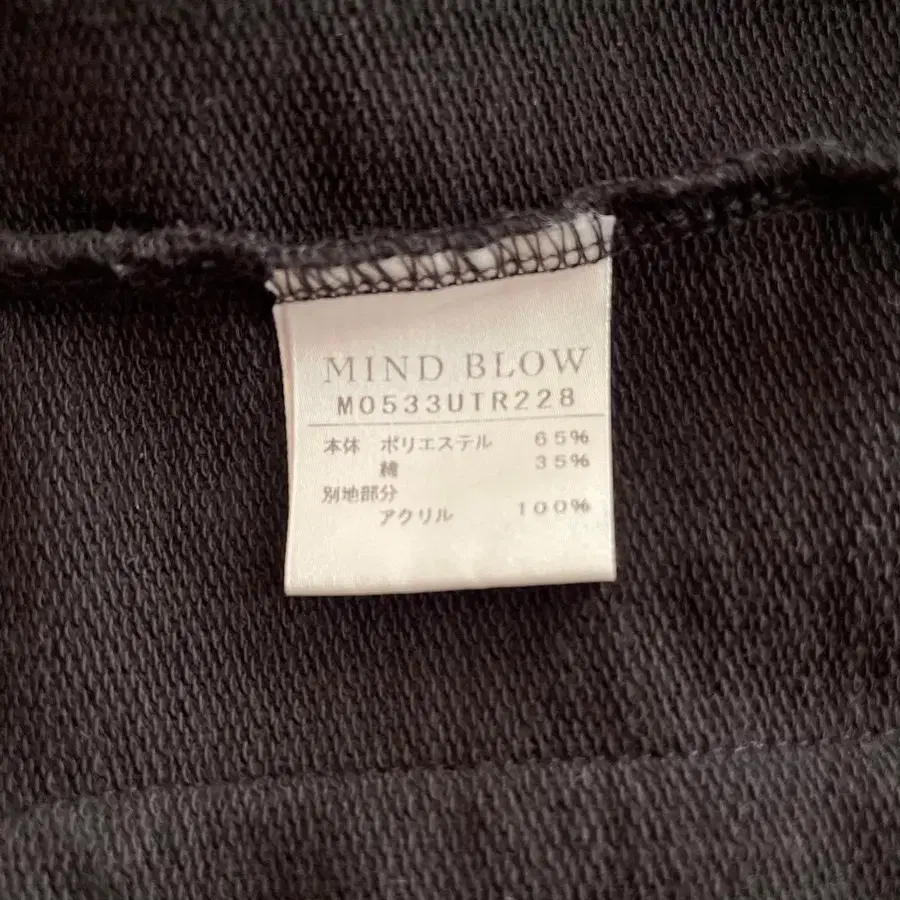 MIND BLOW
M0533UTR228
本体 ポリエステル 65%
綿 35%
別地部分
アクリル 100%